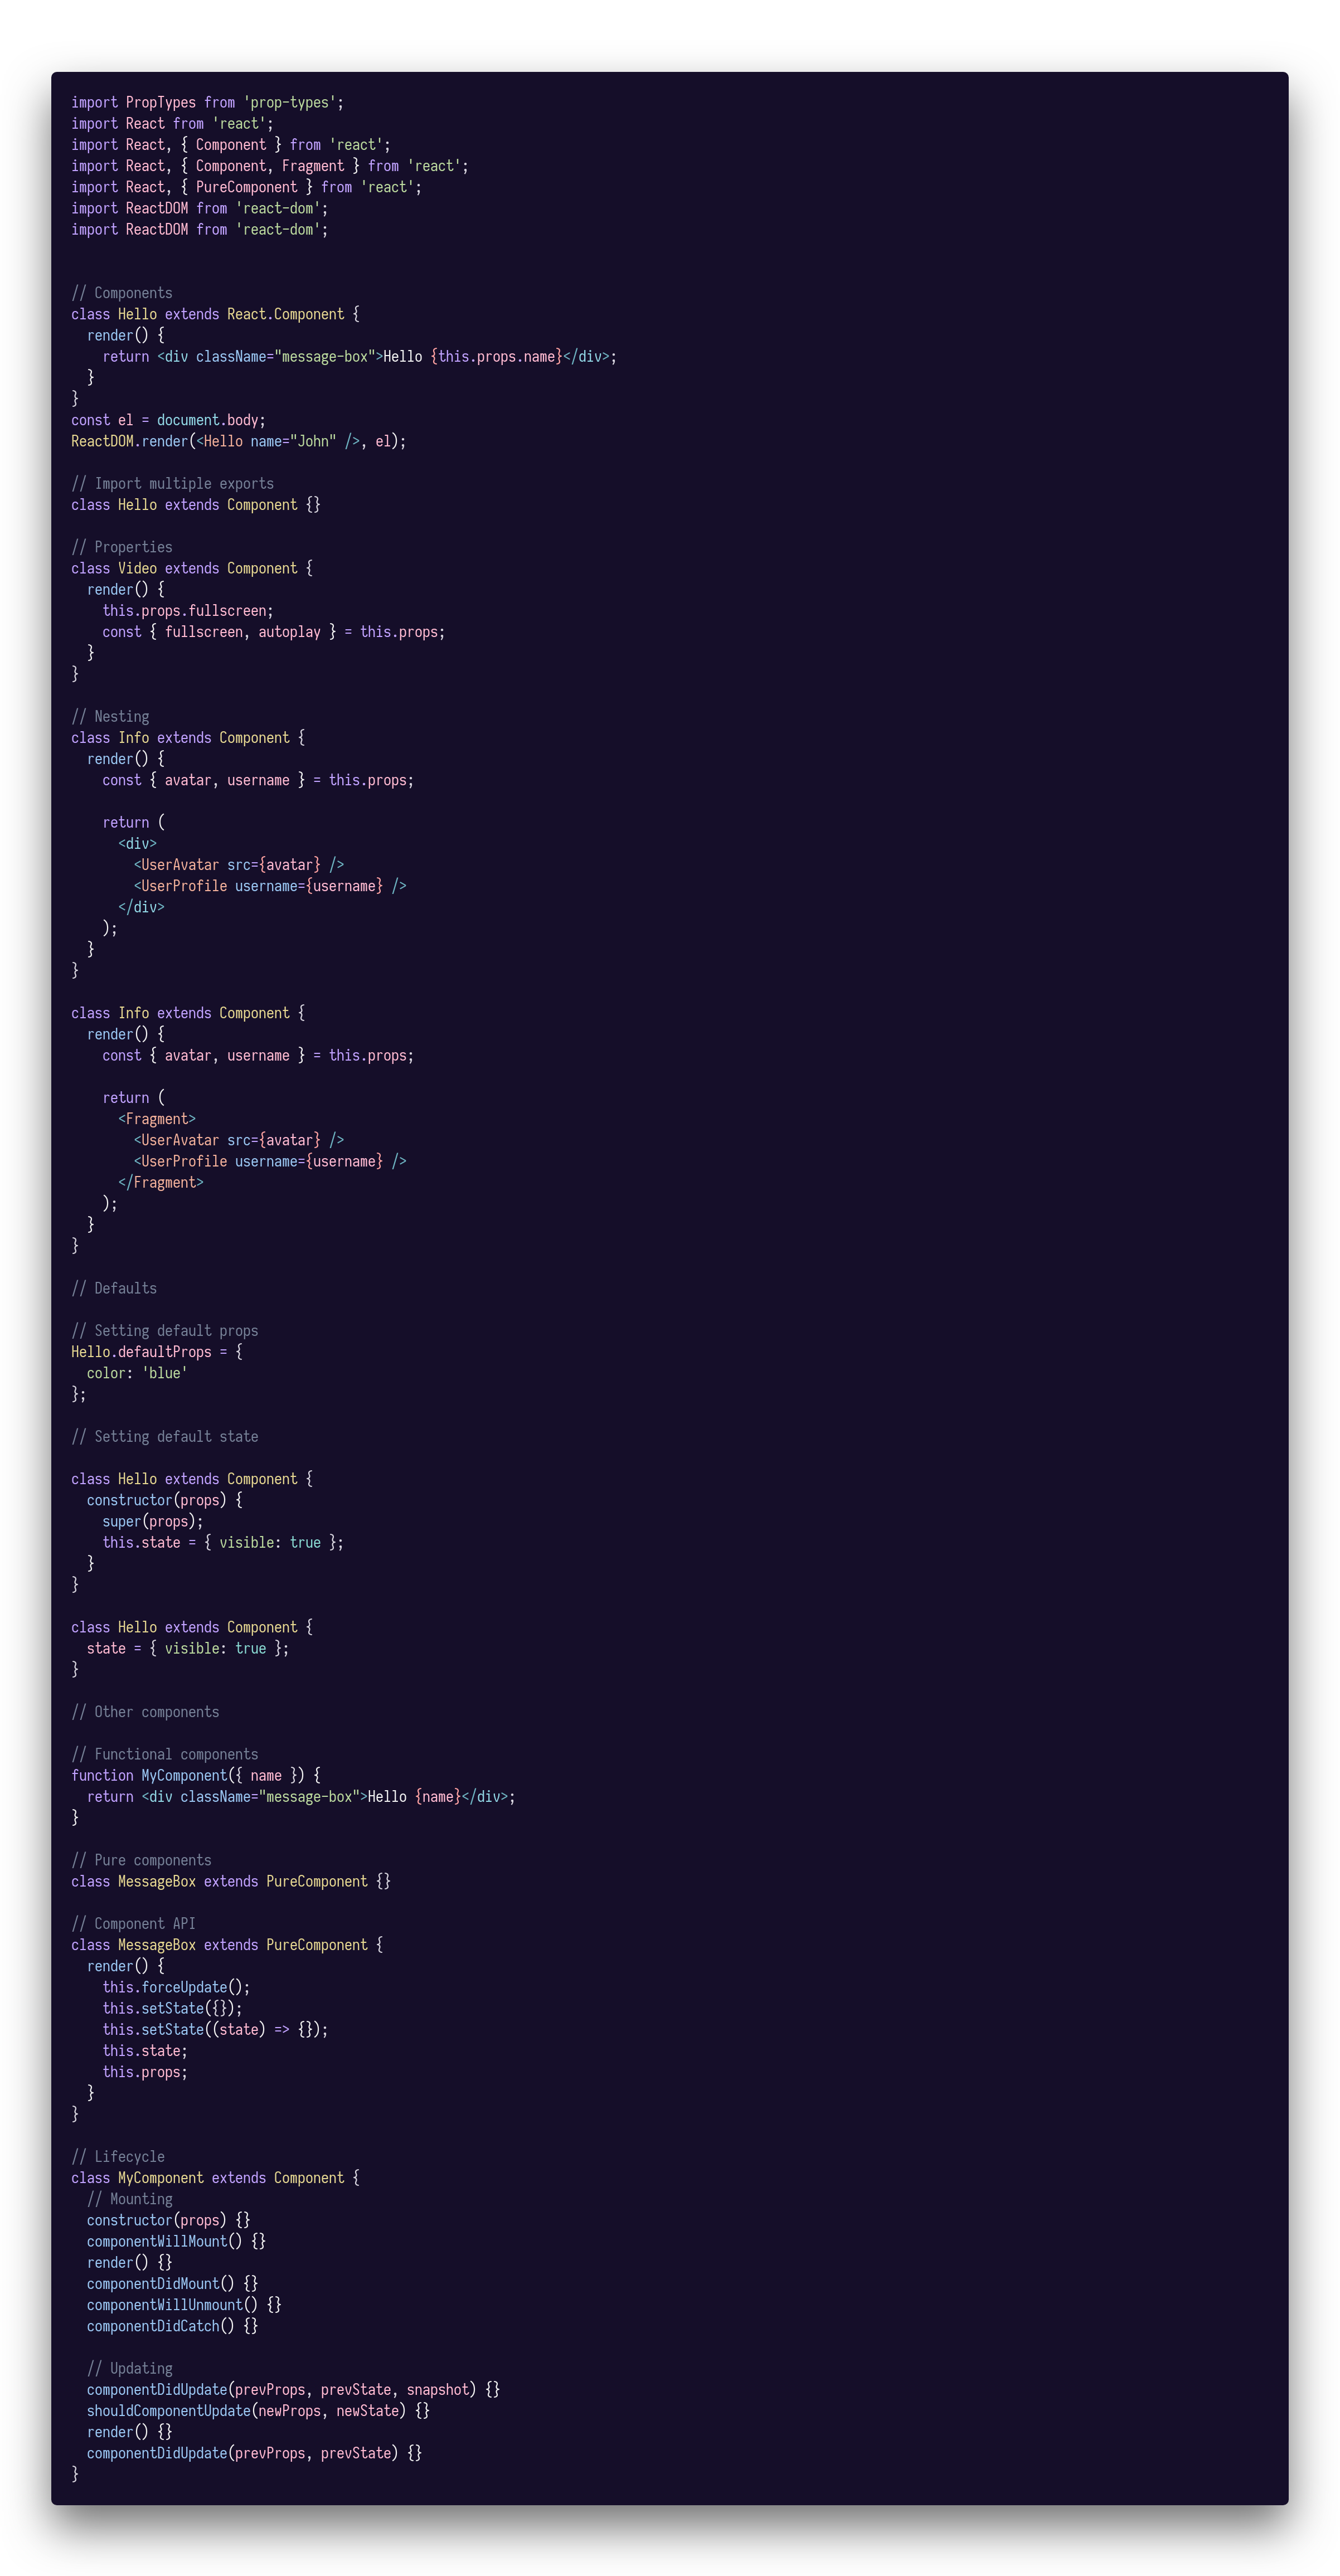 import PropTypes from 'prop-types';
import React from 'react';
import React, { Component } from 'react';
import React, { Component, Fragment } from 'react';
import React, { PureComponent } from 'react';
import ReactDOM from 'react-dom';
import ReactDOM from 'react-dom';

// Components
class Hello extends React.Component {
  render() {
    return <div className="message-box">Hello {this.props.name}</div>;
  }
}
const el = document.body;
ReactDOM.render(<Hello name="John" />, el);

// Import multiple exports
class Hello extends Component {}

// Properties
class Video extends Component {
  render() {
    this.props.fullscreen;
    const { fullscreen, autoplay } = this.props;
  }
}

// Nesting
class Info extends Component {
  render() {
    const { avatar, username } = this.props;

    return (
      <div>
        <UserAvatar src={avatar} />
        <UserProfile username={username} />
      </div>
    );
  }
}

class Info extends Component {
  render() {
    const { avatar, username } = this.props;

    return (
      <Fragment>
        <UserAvatar src={avatar} />
        <UserProfile username={username} />
      </Fragment>
    );
  }
}

// Defaults

// Setting default props
Hello.defaultProps = {
  color: 'blue'
};

// Setting default state

class Hello extends Component {
  constructor(props) {
    super(props);
    this.state = { visible: true };
  }
}

class Hello extends Component {
  state = { visible: true };
}

// Other components

// Functional components
function MyComponent({ name }) {
  return <div className="message-box">Hello {name}</div>;
}

// Pure components
class MessageBox extends PureComponent {}

// Component API
class MessageBox extends PureComponent {
  render() {
    this.forceUpdate();
    this.setState({});
    this.setState((state) => {});
    this.state;
    this.props;
  }
}

// Lifecycle
class MyComponent extends Component {
  // Mounting
  constructor(props) {}
  componentWillMount() {}
  render() {}
  componentDidMount() {}
  componentWillUnmount() {}
  componentDidCatch() {}

  // Updating
  componentDidUpdate(prevProps, prevState, snapshot) {}
  shouldComponentUpdate(newProps, newState) {}
  render() {}
  componentDidUpdate(prevProps, prevState) {}
}